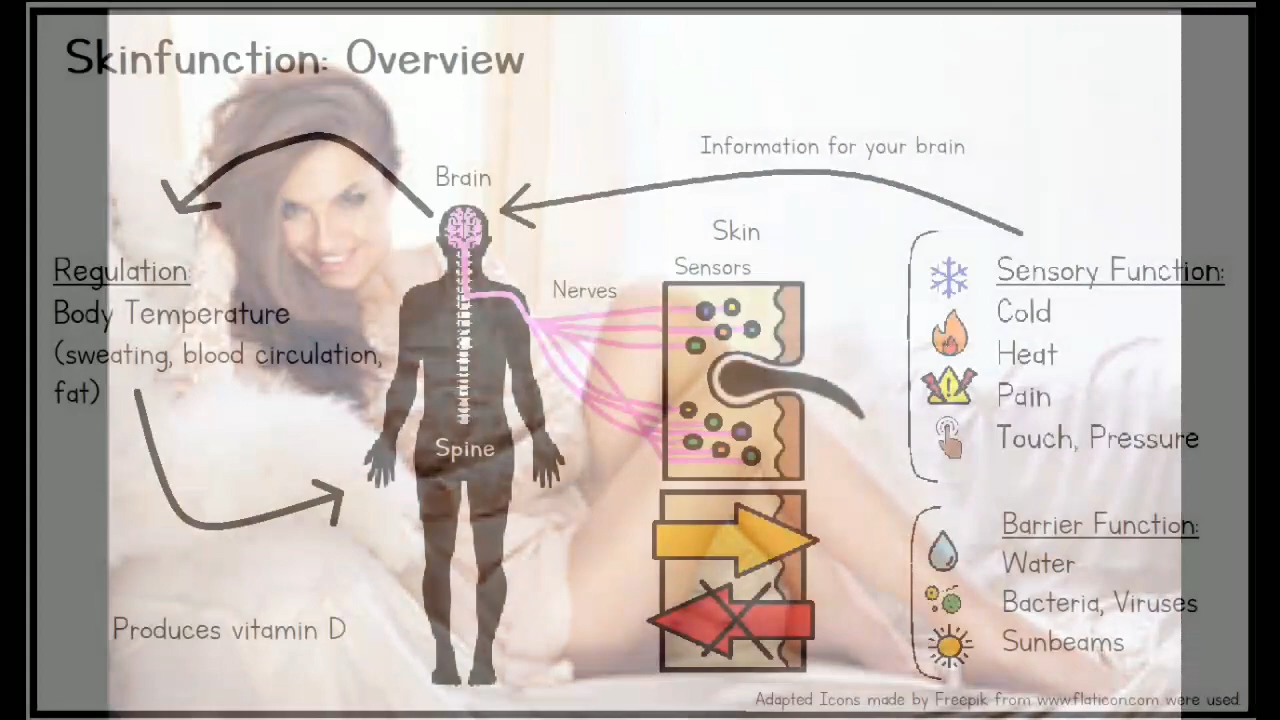 Skinfunction: Overview
Information for your brain
Brain
Skin
Sensors
Nerves
Spine
Regulation:
Body Temperature
(sweating, blood circulation,
fat)
Produces vitamin D
Sensory Function:
Cold
Heat
Pain
Touch, Pressure
Barrier Function:
Water
Bacteria, Viruses
Sunbeams
Adapted Icons made by Freepik from www.flaticon.com were used.